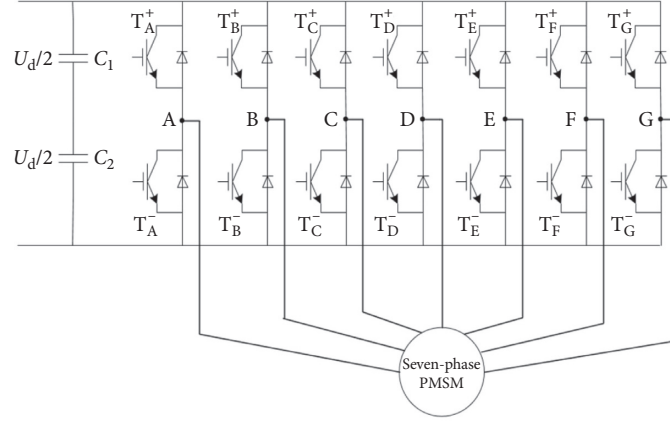 T_A^+ T_B^+ T_C^+ T_D^+ T_E^+ T_F^+ T_G^+
U_d/2 C_1
A B C D E F G
U_d/2 C_2
T_A^- T_B^- T_C^- T_D^- T_E^- T_F^- T_G^-
Seven-phase
PMSM